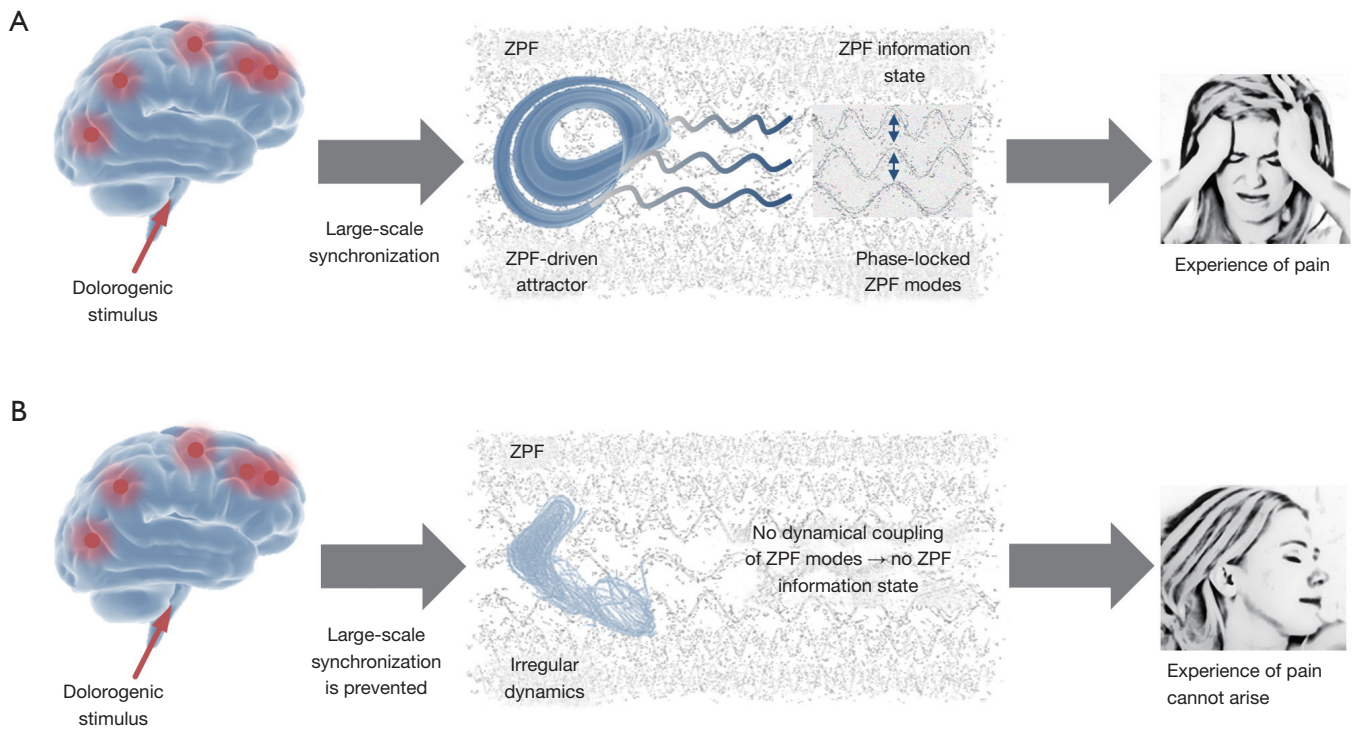 A
ZPF
ZPF information
state
Large-scale
synchronization
Dolorogenic
stimulus
ZPF-driven
attractor
Phase-locked
ZPF modes
Experience of pain
B
ZPF
No dynamical coupling
of ZPF modes → no ZPF
information state
Large-scale
synchronization
is prevented
Dolorogenic
stimulus
Irregular
dynamics
Experience of pain
cannot arise